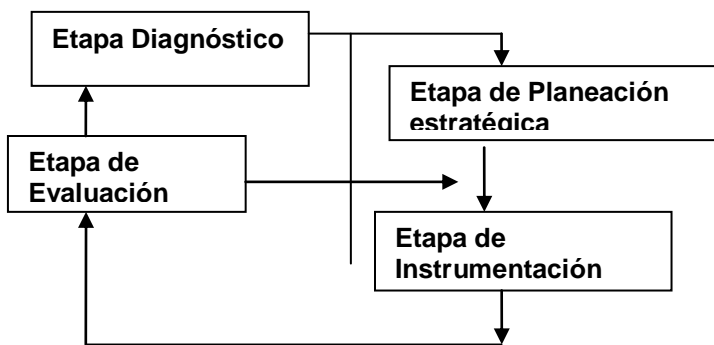 Etapa Diagnóstico
Etapa de Planeación
estratégica
Etapa de
Evaluación
Etapa de
Instrumentación